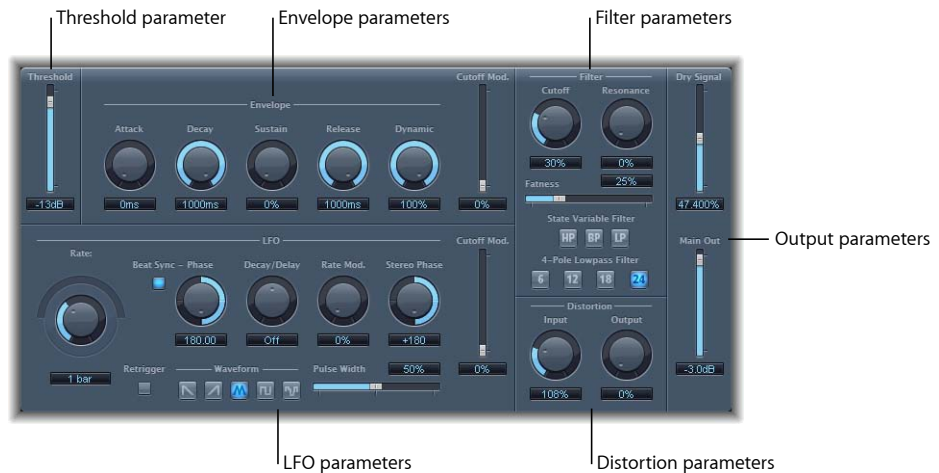 Threshold parameter
Envelope parameters
Filter parameters
Threshold
-13dB
Envelope
Attack
Decay
Sustain
Release
Dynamic
0ms
1000ms
0%
1000ms
100%
Cutoff Mod.
0%
Filter
Cutoff
Resonance
30%
0%
Fatness
25%
State Variable Filter
HP
BP
LP
4-Pole Lowpass Filter
6
12
18
24
Dry Signal
47.400%
Main Out
-3.0dB
Output parameters
LFO
Rate:
1 bar
Beat Sync – Phase
Decay/Delay
Rate Mod.
Stereo Phase
180.00
Off
0%
+180
Cutoff Mod.
0%
Retrigger
Waveform
Pulse Width
50%
Distortion
Input
Output
108%
0%
LFO parameters
Distortion parameters